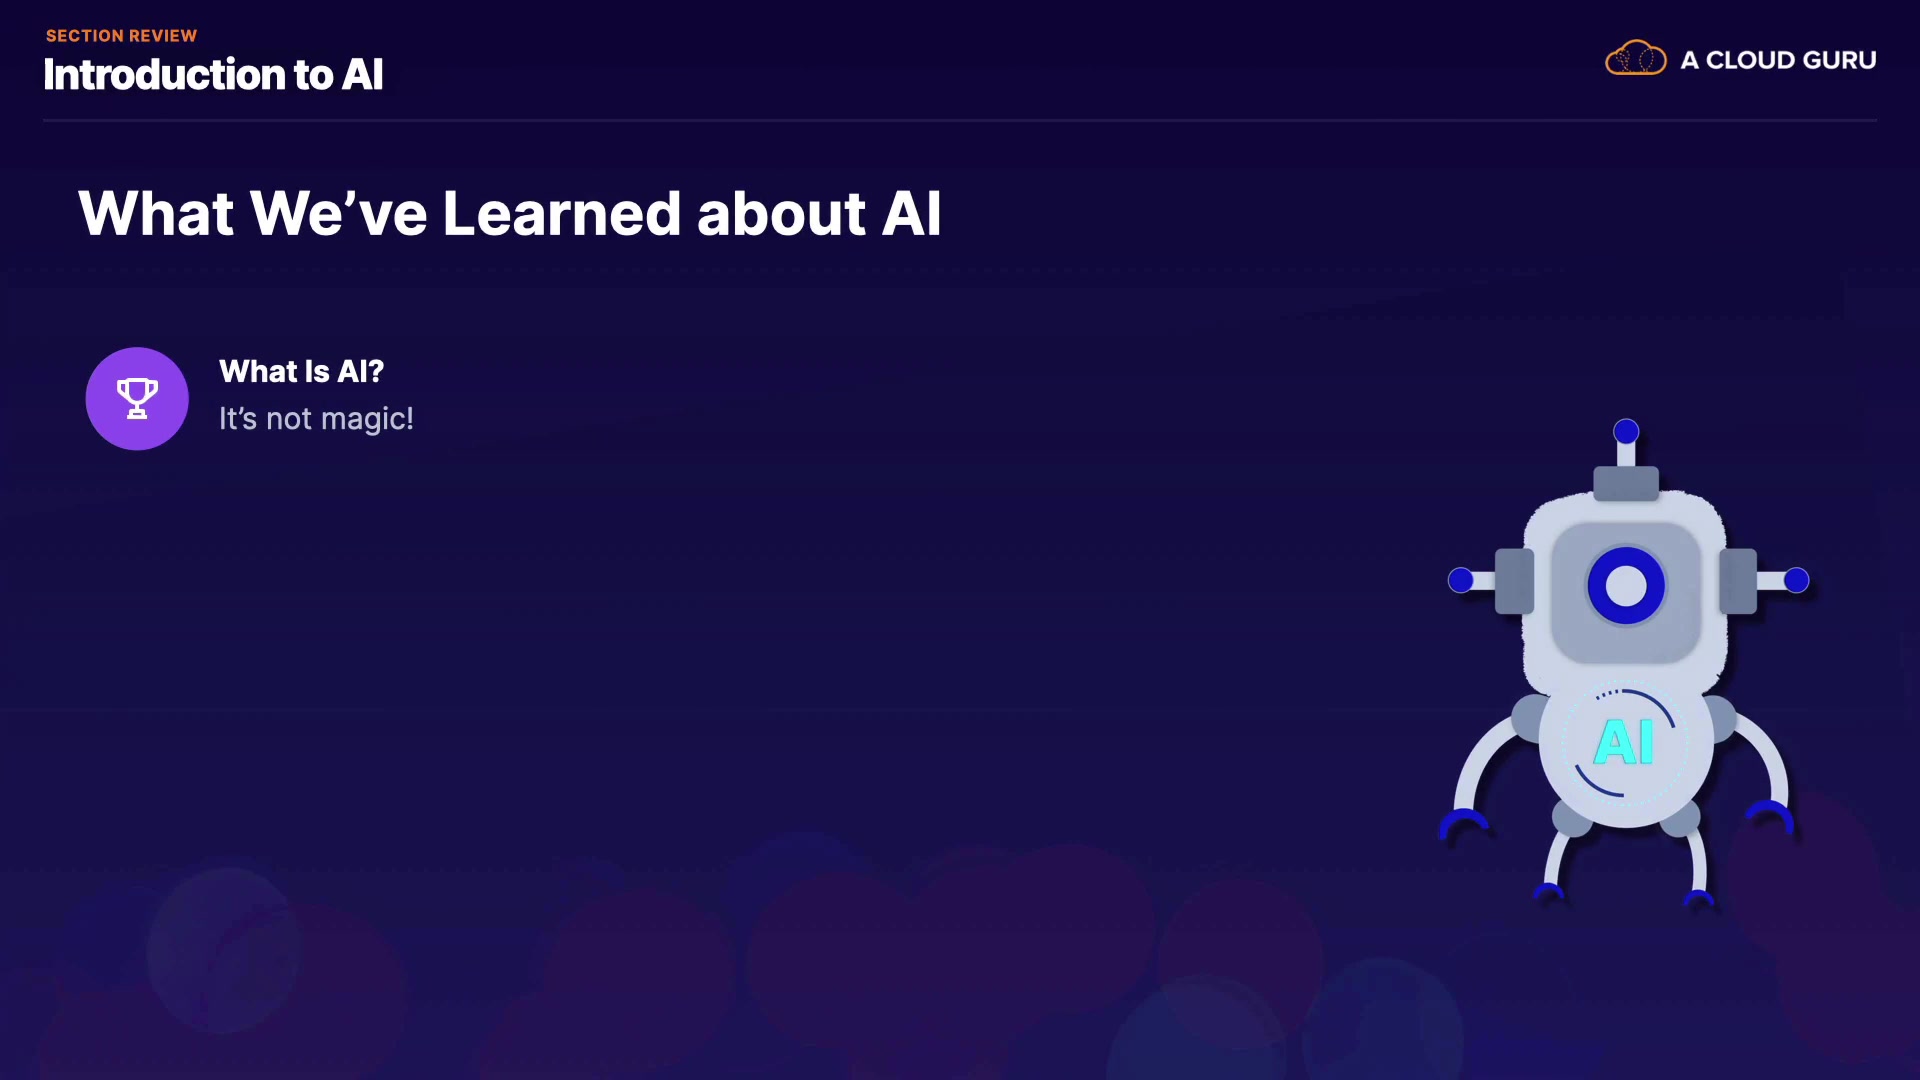 SECTION REVIEW
Introduction to AI
A CLOUD GURU
What We’ve Learned about AI
What Is AI?
It’s not magic!
AI